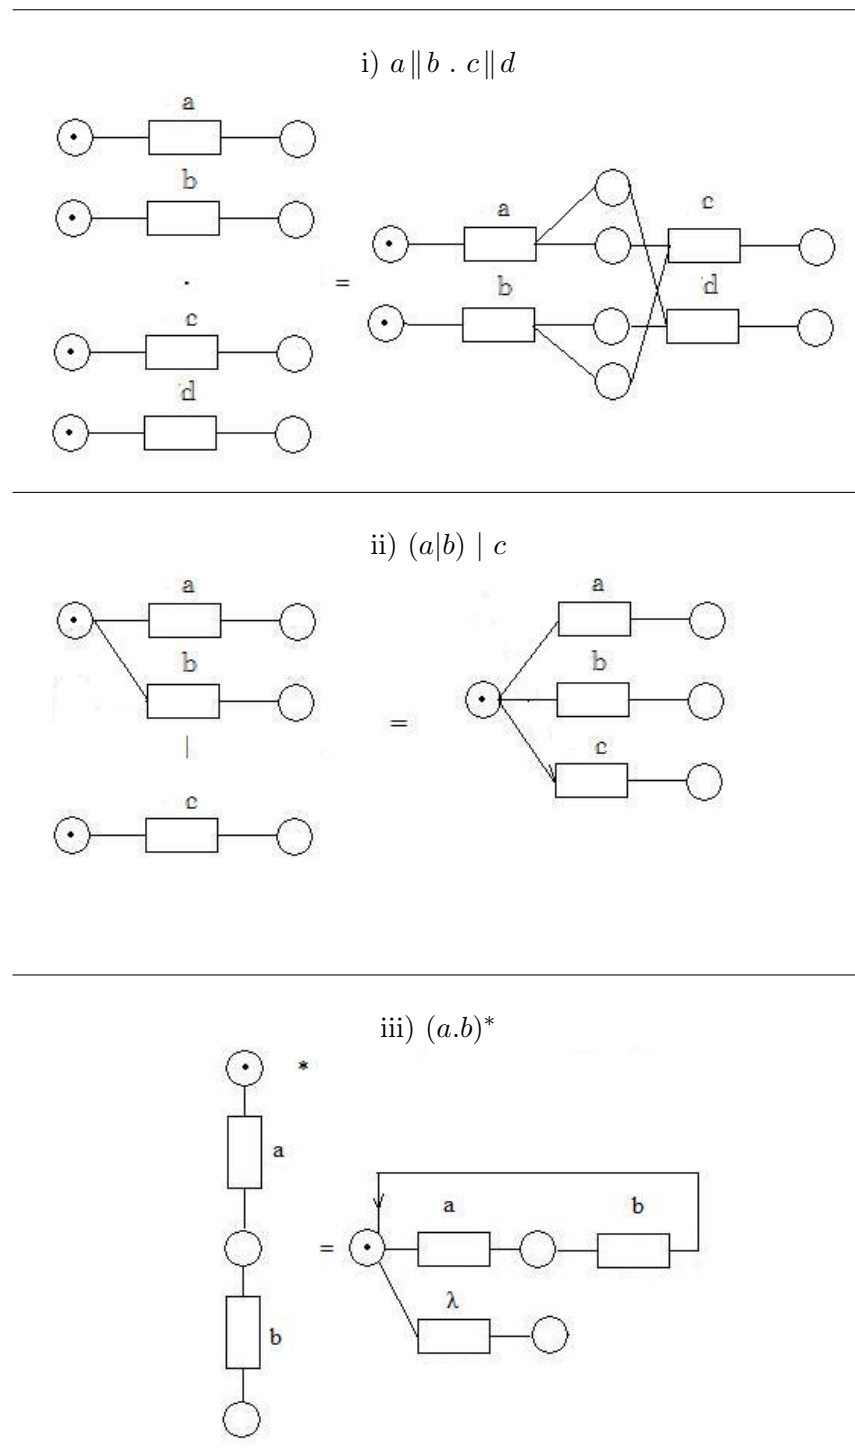 i) a∥b . c∥d
a
b
.
c
d
=
a
b
c
d
ii) (a|b) | c
a
b
|
c
=
a
b
c
iii) (a.b)*
*
a
b
=
a
b
λ